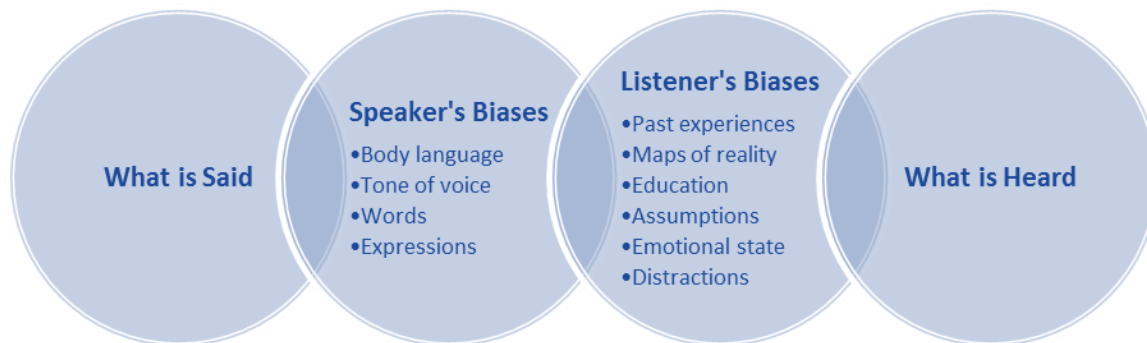 What is Said
Speaker's Biases
•Body language
•Tone of voice
•Words
•Expressions
Listener's Biases
•Past experiences
•Maps of reality
•Education
•Assumptions
•Emotional state
•Distractions
What is Heard